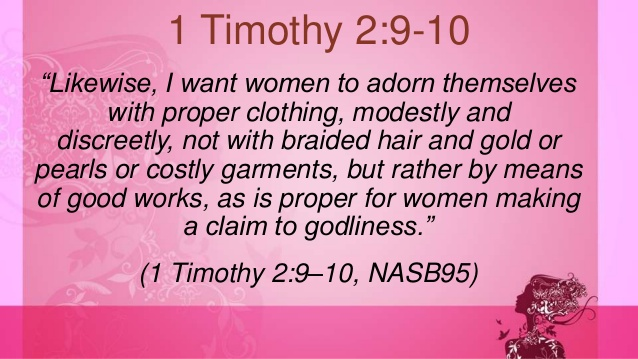 1 Timothy 2:9-10
“Likewise, I want women to adorn themselves
with proper clothing, modestly and
discreetly, not with braided hair and gold or
pearls or costly garments, but rather by means
of good works, as is proper for women making
a claim to godliness.”
(1 Timothy 2:9–10, NASB95)